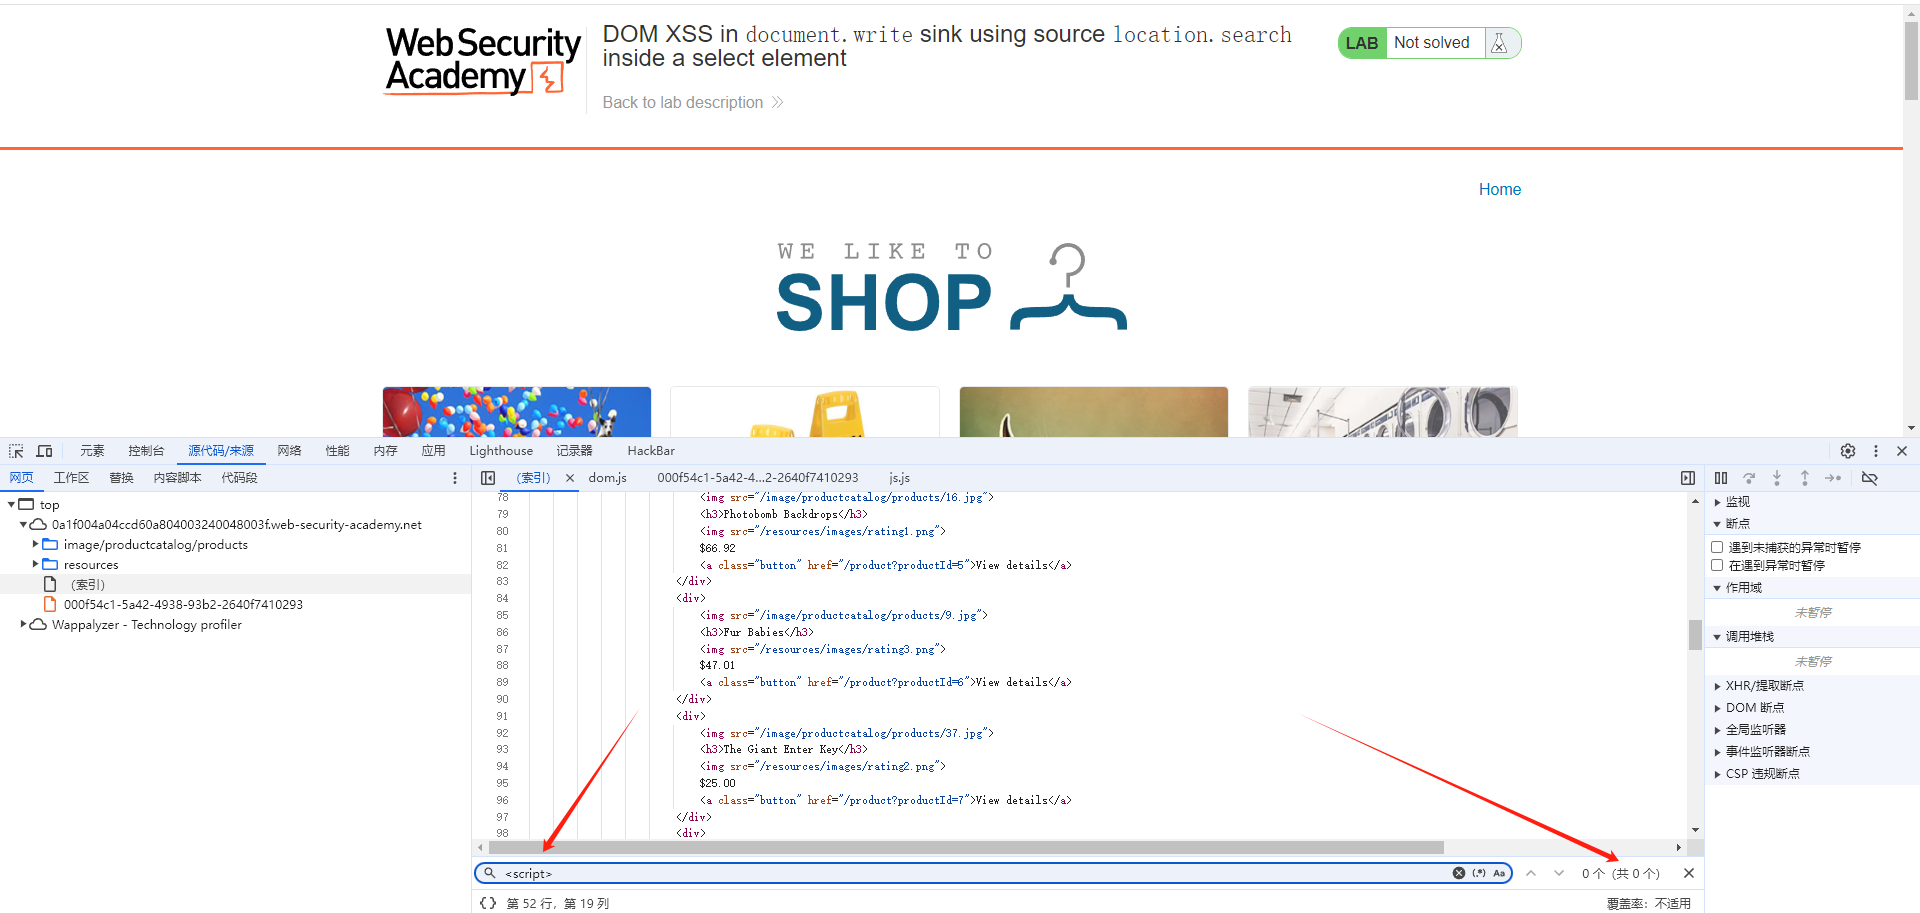 Web Security
Academy
DOM XSS in document.write sink using source location.search
inside a select element
Back to lab description
LAB Not solved
Home
WE LIKE TO
SHOP
元素 控制台 源代码/来源 网络 性能 内存 应用 Lighthouse 记录器 HackBar
网页 工作区 替换 内容脚本 代码段
(索引) dom.js 000f54c1-5a42-4...2-2640f7410293 js.js
top
0a1f004a04ccd60a804003240048003f.web-security-academy.net
image/productcatalog/products
resources
(索引)
000f54c1-5a42-4938-93b2-2640f7410293
Wappalyzer - Technology profiler
78 <img src="/image/productcatalog/products/16.jpg">
79 <h3>Photobomb Backdrops</h3>
80 <img src="/resources/images/rating1.png">
81 $66.92
82 <a class="button" href="/product?productId=5">View details</a>
83 </div>
84 <div>
85 <img src="/image/productcatalog/products/9.jpg">
86 <h3>Fur Babies</h3>
87 <img src="/resources/images/rating3.png">
88 $47.01
89 <a class="button" href="/product?productId=6">View details</a>
90 </div>
91 <div>
92 <img src="/image/productcatalog/products/37.jpg">
93 <h3>The Giant Enter Key</h3>
94 <img src="/resources/images/rating2.png">
95 $25.00
96 <a class="button" href="/product?productId=7">View details</a>
97 </div>
98 <div>
<script>
(.*) Aa
0 个 (共 0 个)
{} 第 52 行, 第 19 列
覆盖率: 不适用
监视
断点
遇到未捕获的异常时暂停
在遇到异常时暂停
作用域
未暂停
调用堆栈
未暂停
XHR/提取断点
DOM 断点
全局监听器
事件监听器断点
CSP 违规断点